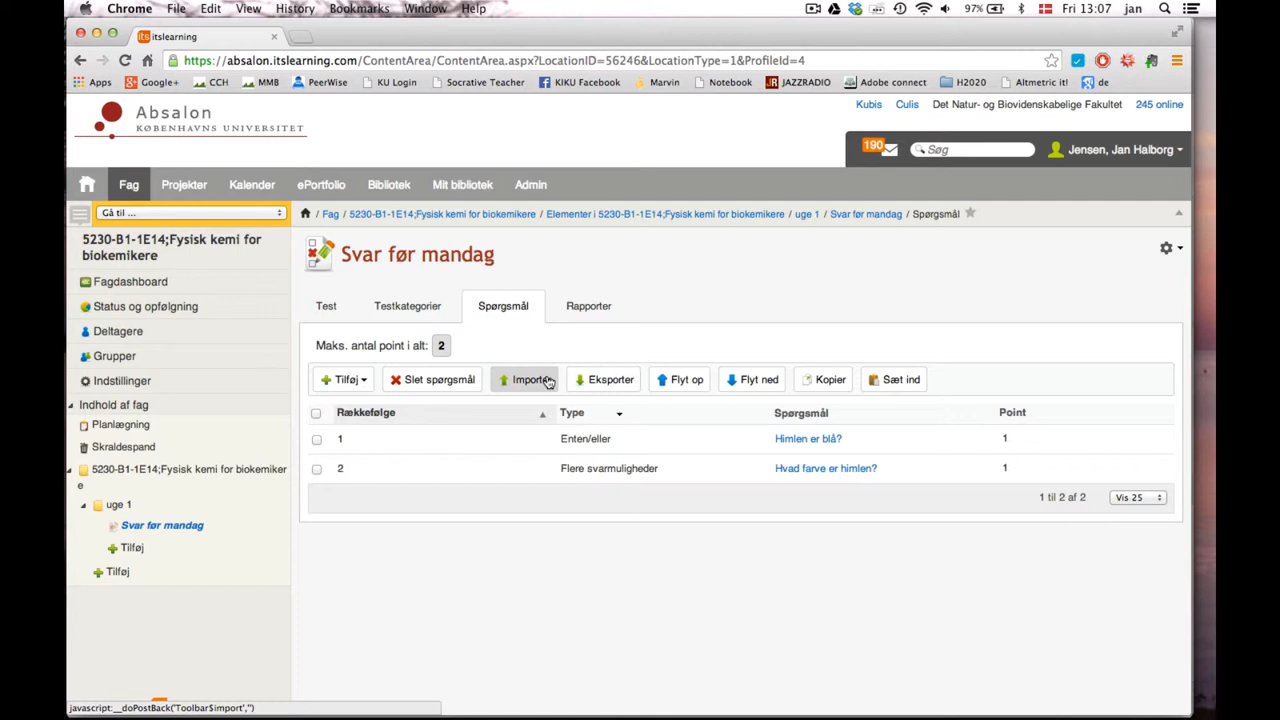 Chrome File Edit View History Bookmarks Window Help 97% Fri 13:07 jan
its itslearning
https://absalon.itslearning.com/ContentArea/ContentArea.aspx?LocationID=56246&LocationType=1&ProfileId=4
Apps Google+ CCH MMB PeerWise KU Login Socrative Teacher KIKU Facebook Marvin Notebook JAZZRADIO Adobe connect H2020 Altmetric it! de
Absalon
KØBENHAVNS UNIVERSITET
Kubis Culis Det Natur- og Biovidenskabelige Fakultet 245 online
190 Søg Jensen, Jan Halborg
Fag Projekter Kalender ePortfolio Bibliotek Mit bibliotek Admin
Gå til ...
/ Fag / 5230-B1-1E14;Fysisk kemi for biokemikere / Elementer i 5230-B1-1E14;Fysisk kemi for biokemikere / uge 1 / Svar før mandag / Spørgsmål
5230-B1-1E14;Fysisk kemi for
biokemikere
Fagdashboard
Status og opfølgning
Deltagere
Grupper
Indstillinger
Indhold af fag
Planlægning
Skraldespand
5230-B1-1E14;Fysisk kemi for biokemiker
e
uge 1
Svar før mandag
Tilføj
Tilføj
Svar før mandag
Test Testkategorier Spørgsmål Rapporter
Maks. antal point i alt: 2
Tilføj Slet spørgsmål Importer Eksporter Flyt op Flyt ned Kopier Sæt ind
Rækkefølge Type Spørgsmål Point
1 Enten/eller Himlen er blå? 1
2 Flere svarmuligheder Hvad farve er himlen? 1
1 til 2 af 2 Vis 25
javascript:__doPostBack('Toolbar$import','')